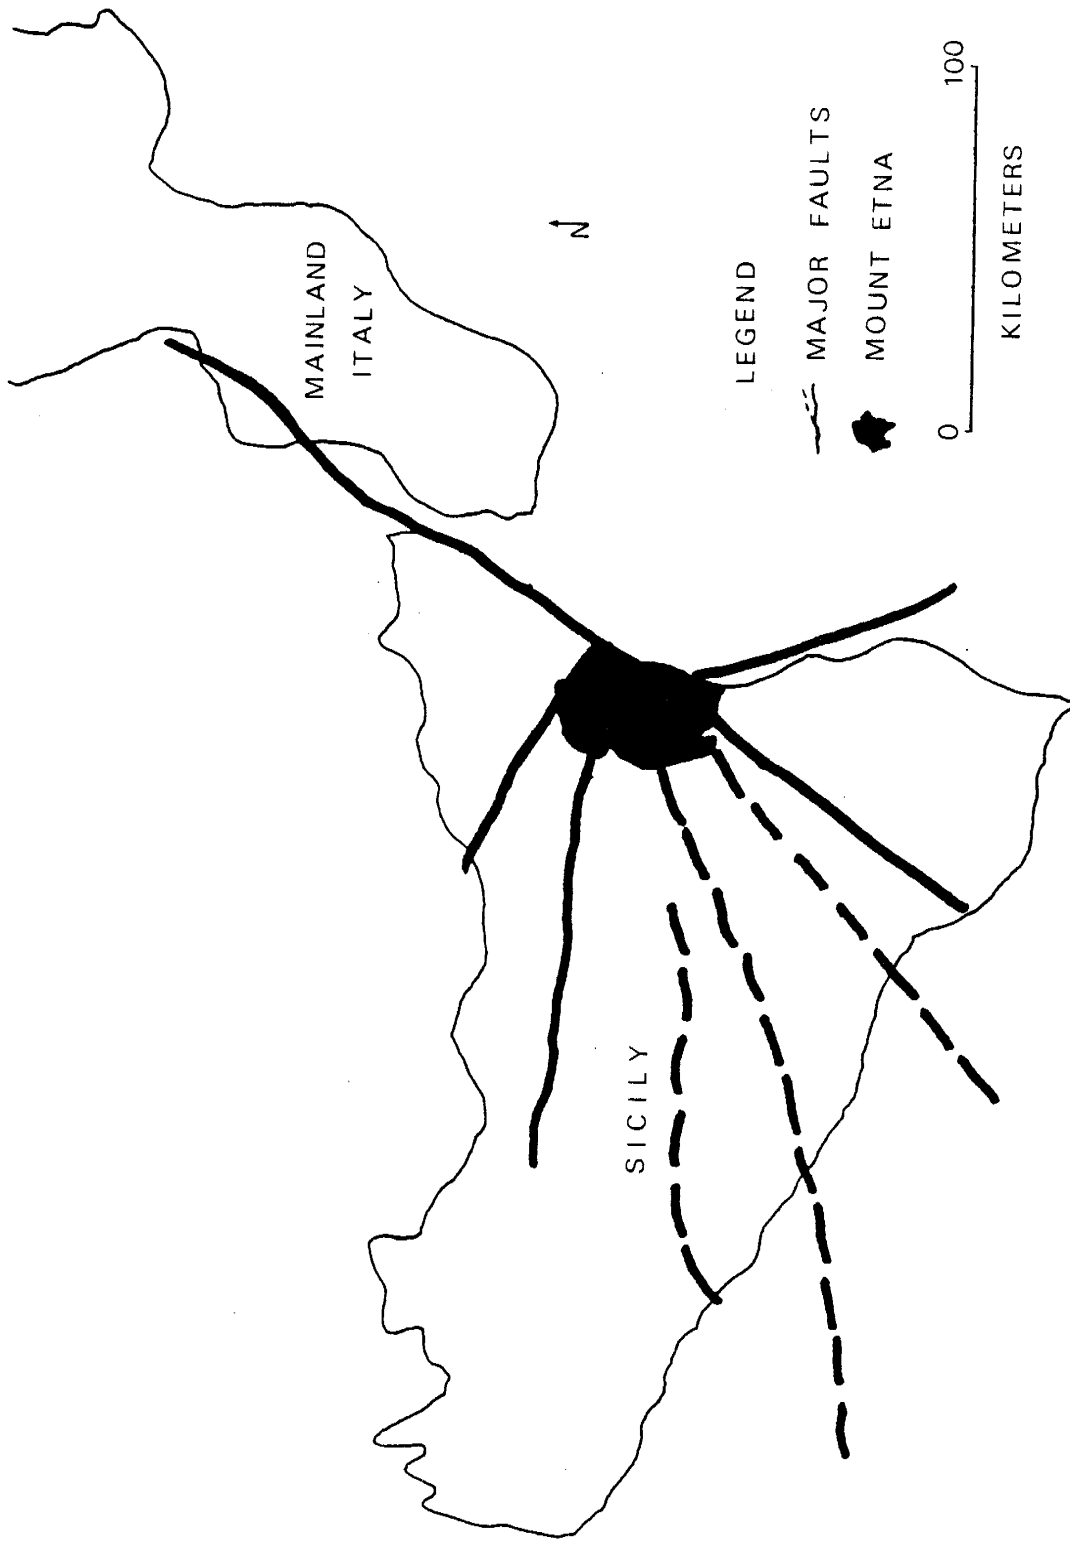 MAINLAND
ITALY
N
SICILY
LEGEND
MAJOR FAULTS
MOUNT ETNA
0 100
KILOMETERS